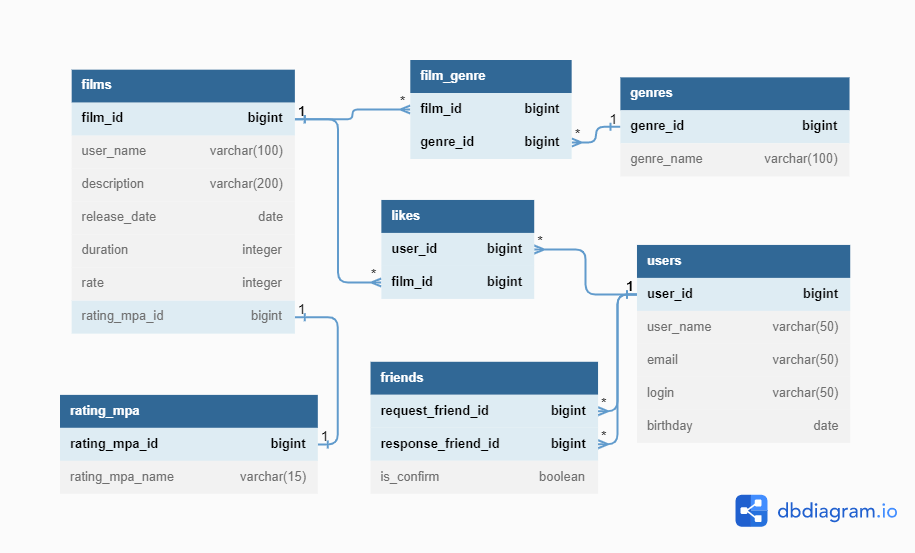 films
film_id bigint
user_name varchar(100)
description varchar(200)
release_date date
duration integer
rate integer
rating_mpa_id bigint
film_genre
film_id bigint
genre_id bigint
genres
genre_id bigint
genre_name varchar(100)
likes
user_id bigint
film_id bigint
users
user_id bigint
user_name varchar(50)
email varchar(50)
login varchar(50)
birthday date
friends
request_friend_id bigint
response_friend_id bigint
is_confirm boolean
rating_mpa
rating_mpa_id bigint
rating_mpa_name varchar(15)
1
*
*
1
*
*
1
*
*
1
1
dbdiagram.io